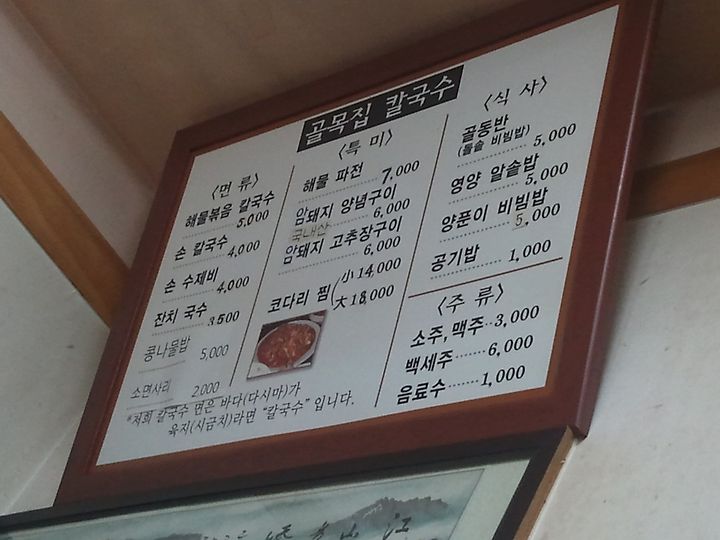 골목집 칼국수
<면 류>
해물볶음 칼국수
5,000
손 칼국수
4,000
손 수제비
4,000
잔치 국수
3500
콩나물밥
5,000
소면사리
2.000
*저희 칼국수 면은 바다(다시마)가
육지(시금치)라면 "칼국수" 입니다.
<특 미>
해물 파전
7,000
암돼지 양념구이
국내산 6,000
암돼지 고추장구이
6,000
코다리 찜 (小 14,000
大 18,000
<식 사>
골동반
(돌솥 비빔밥) 5,000
영양 알솥밥
5,000
양푼이 비빔밥
5,000
공기밥 1,000
<주 류>
소주,맥주··3,000
백세주·······6,000
음료수·······1,000
江山